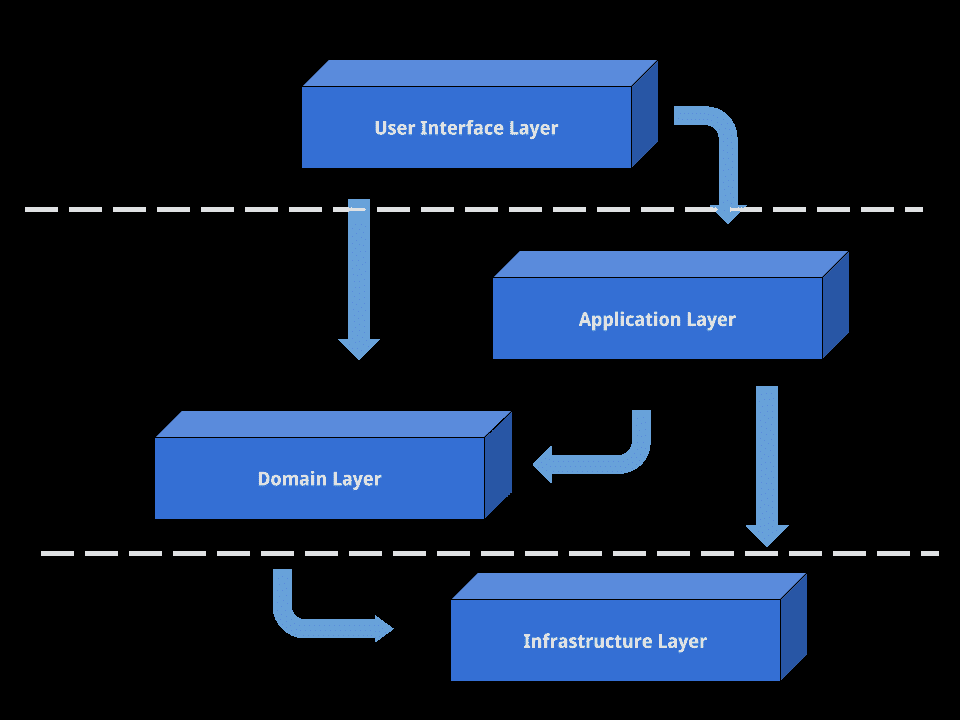 User Interface Layer
Application Layer
Domain Layer
Infrastructure Layer